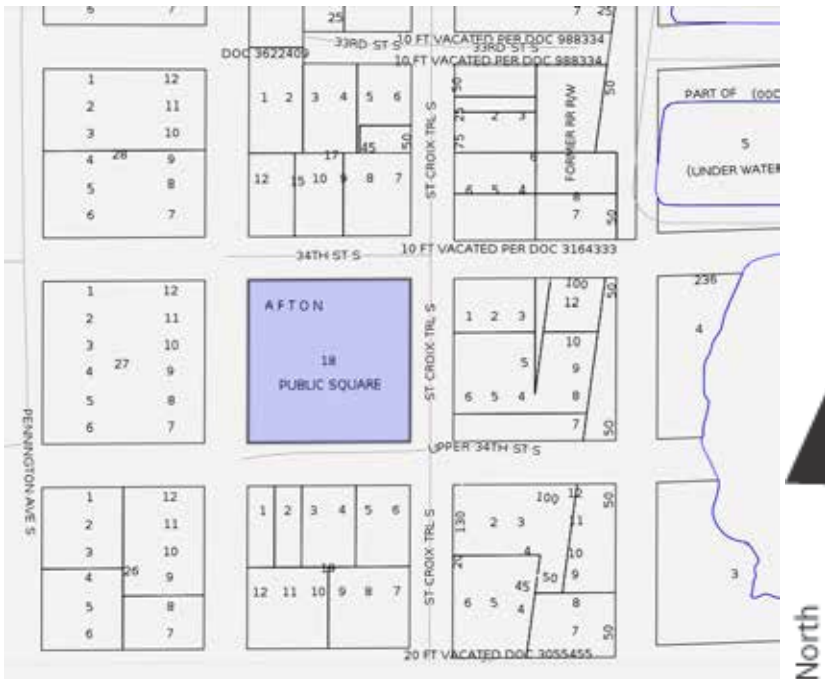 6 7
25
7 25
33RD ST S
10 FT VACATED PER DOC 988334
33RD ST S
DOC 3622409
10 FT VACATED PER DOC 988334
1 12
2 11
3 10
4 28 9
5 8
6 7
1 2 3 4 5 6
17 45 50
12 15 10 9 8 7
ST CROIX TRL S
50
25 2 3
75
6
FORMER RR R/W
50
6 5 4 8
7 50
PART OF (DOC
5
(UNDER WATER
34TH ST S
10 FT VACATED PER DOC 3164333
1 12
2 11
3 10
4 27 9
5 8
6 7
AFTON
18
PUBLIC SQUARE
ST CROIX TRL S
100 50
1 2 3 12
10
5 9
6 5 4 8
7 50
236
4
PENNINGTON AVE S
UPPER 34TH ST S
1 12
2 11
3 10
4 26 9
5 8
6 7
1 2 3 4 5 6
19
12 11 10 9 8 7
ST CROIX TRL S
100 12 50
130 2 3 11
20 4 10
45 50 9
6 5 4 8
7 50
3
20 FT VACATED DOC 3055455
North